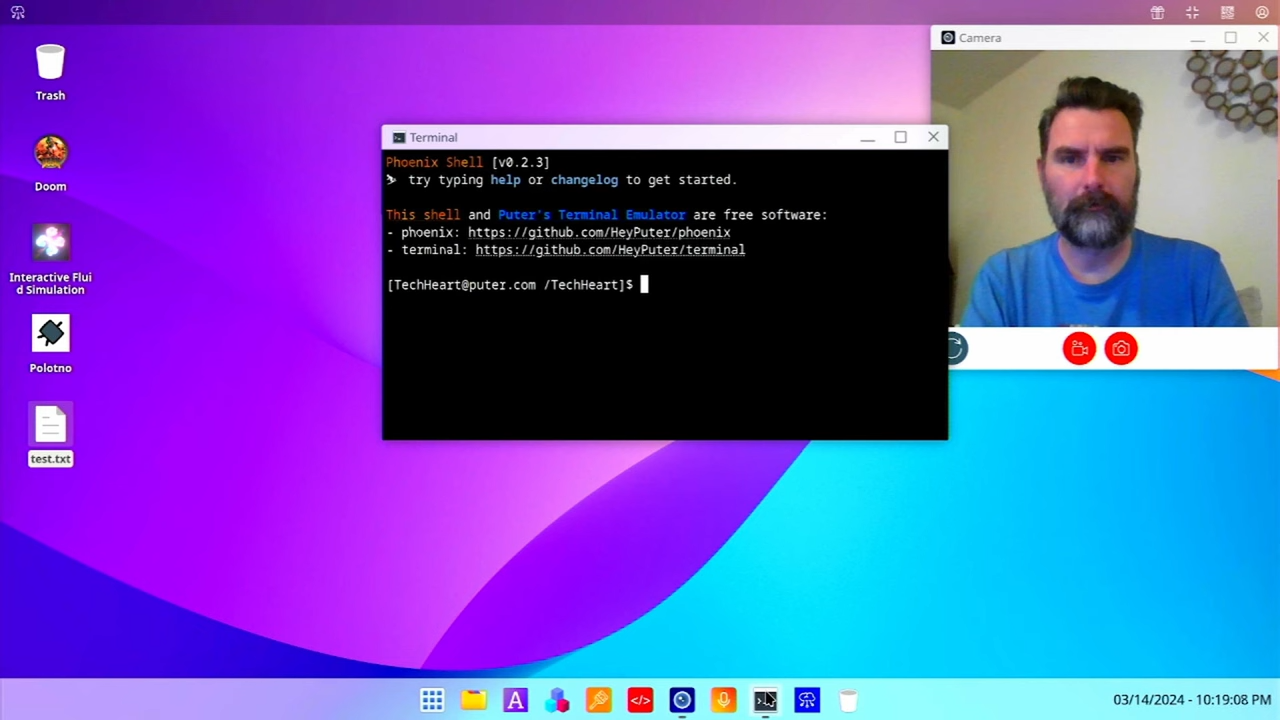 Camera
Trash
Terminal
Phoenix Shell [v0.2.3]
try typing help or changelog to get started.
Doom
This shell and Puter's Terminal Emulator are free software:
- phoenix: https://github.com/HeyPuter/phoenix
- terminal: https://github.com/HeyPuter/terminal
Interactive Flui
d Simulation
[TechHeart@puter.com /TechHeart]$
Polotno
test.txt
A
03/14/2024 - 10:19:08 PM